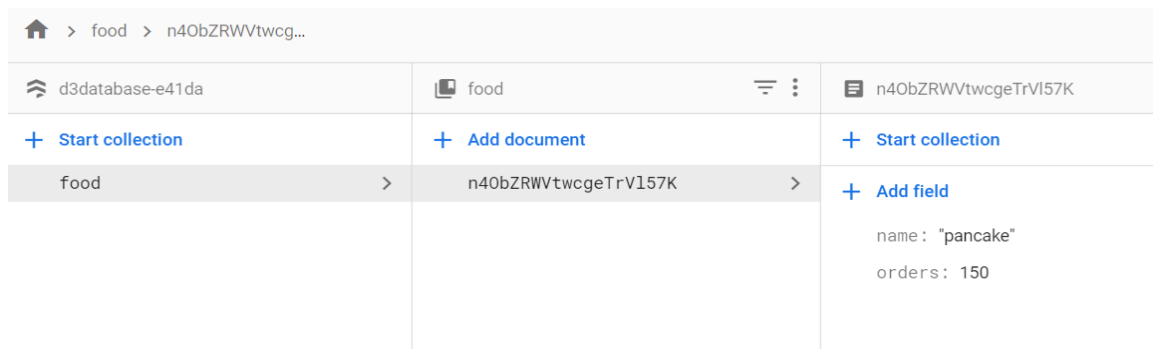 food > n4ObZRWVtwcg…
d3database-e41da
food
n4ObZRWVtwcgeTrVl57K
+ Start collection
+ Add document
+ Start collection
food >
n4ObZRWVtwcgeTrVl57K >
+ Add field
name: "pancake"
orders: 150